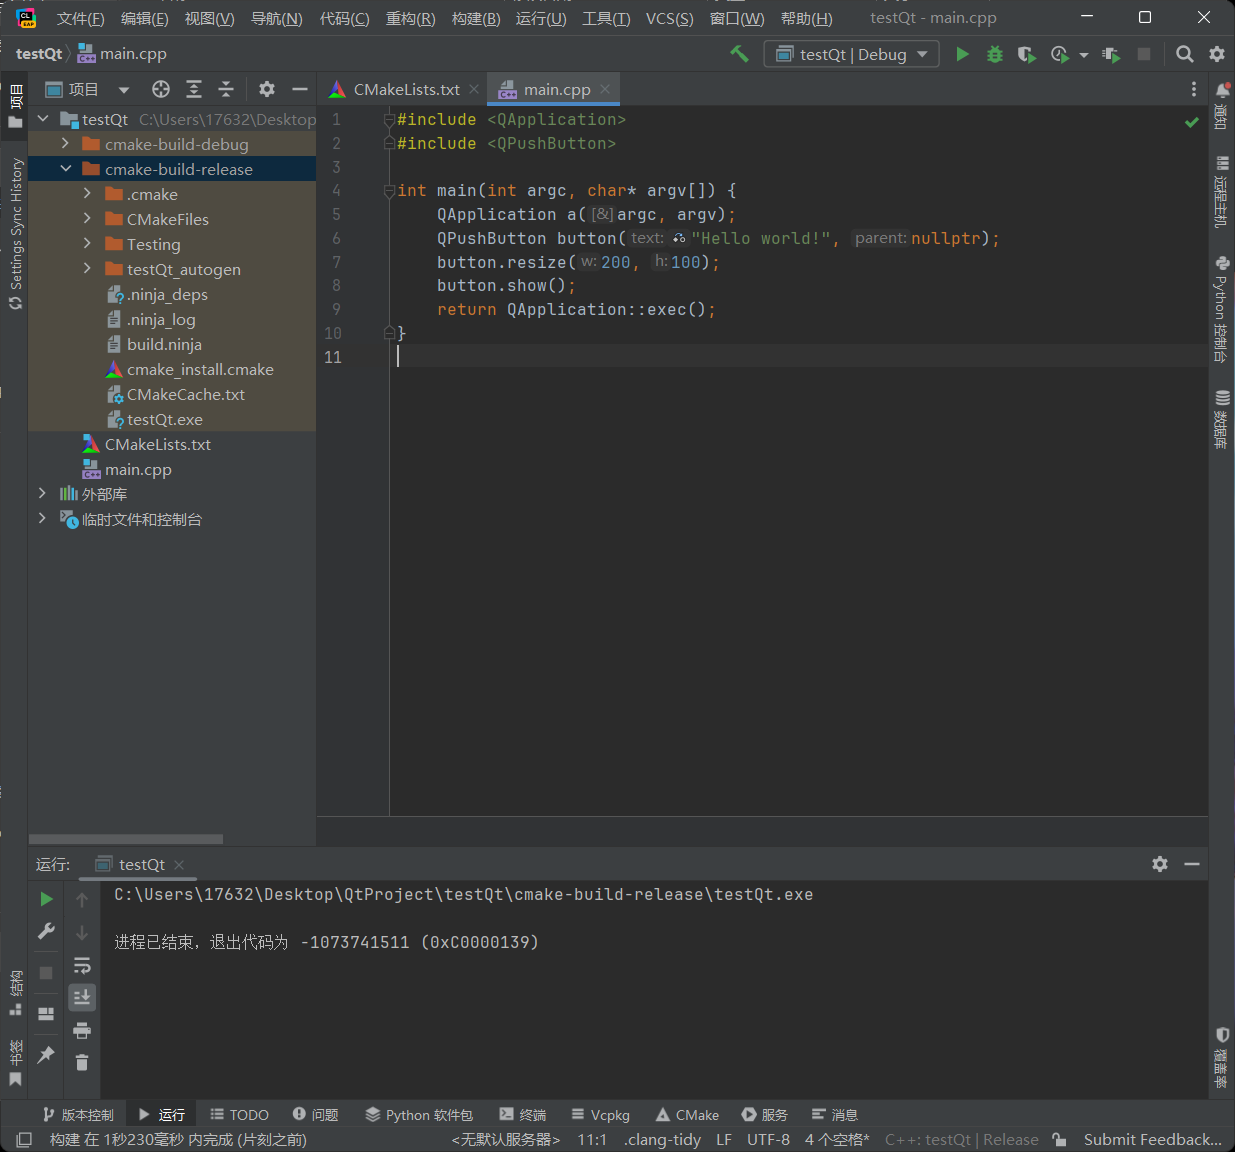 文件(F) 编辑(E) 视图(V) 导航(N) 代码(C) 重构(R) 构建(B) 运行(U) 工具(T) VCS(S) 窗口(W) 帮助(H) testQt - main.cpp
testQt main.cpp testQt | Debug
项目 CMakeLists.txt main.cpp
testQt C:\Users\17632\Desktop
cmake-build-debug
cmake-build-release
.cmake
CMakeFiles
Testing
testQt_autogen
.ninja_deps
.ninja_log
build.ninja
cmake_install.cmake
CMakeCache.txt
testQt.exe
CMakeLists.txt
main.cpp
外部库
临时文件和控制台
1 #include <QApplication>
2 #include <QPushButton>
3
4 int main(int argc, char* argv[]) {
5 QApplication a([&]argc, argv);
6 QPushButton button(text: "Hello world!", parent: nullptr);
7 button.resize(w: 200, h: 100);
8 button.show();
9 return QApplication::exec();
10 }
11
项目
Settings Sync History
结构
书签
通知
远程主机
Python 控制台
数据库
覆盖率
运行: testQt
C:\Users\17632\Desktop\QtProject\testQt\cmake-build-release\testQt.exe
进程已结束，退出代码为 -1073741511 (0xC0000139)
版本控制 运行 TODO 问题 Python 软件包 终端 Vcpkg CMake 服务 消息
构建 在 1秒230毫秒 内完成 (片刻之前) <无默认服务器> 11:1 .clang-tidy LF UTF-8 4 个空格* C++: testQt | Release Submit Feedback...